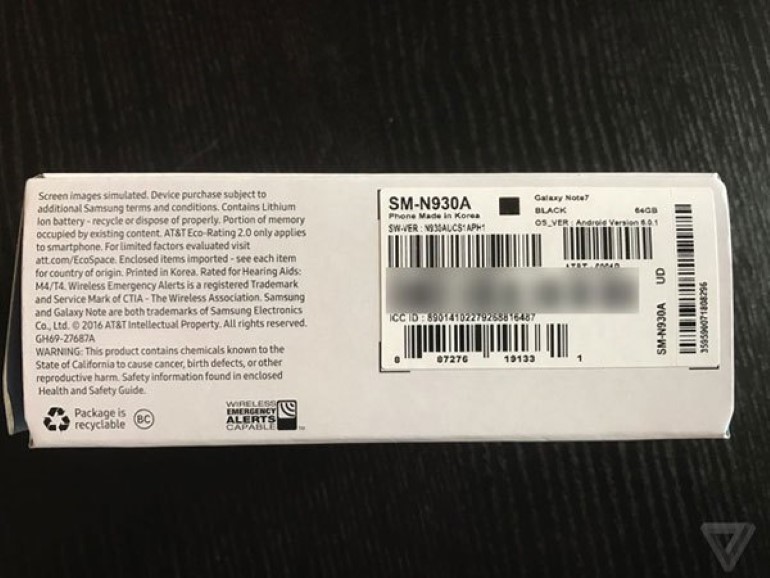 Screen images simulated. Device purchase subject to
additional Samsung terms and conditions. Contains Lithium
Ion battery - recycle or dispose of properly. Portion of memory
occupied by existing content. AT&T Eco-Rating 2.0 only applies
to smartphone. For limited factors evaluated visit
att.com/EcoSpace. Enclosed items imported - see each item
for country of origin. Printed in Korea. Rated for Hearing Aids:
M4/T4. Wireless Emergency Alerts is a registered Trademark
and Service Mark of CTIA - The Wireless Association. Samsung
and Galaxy Note are both trademarks of Samsung Electronics
Co., Ltd. © 2016 AT&T Intellectual Property. All rights reserved.
GH69-27687A
WARNING: This product contains chemicals known to the
State of California to cause cancer, birth defects, or other
reproductive harm. Safety information found in enclosed
Health and Safety Guide.
Package is
recyclable
BC
WIRELESS
EMERGENCY
ALERTS
CAPABLE
TM
SM-N930A
Phone Made in Korea
Galaxy Note7
BLACK 64GB
SW-VER : N930AUCS1APH1
OS_VER : Android Version 6.0.1
ICC ID : 89014102279268816487
8 87276 19133 1
SM-N930A UD